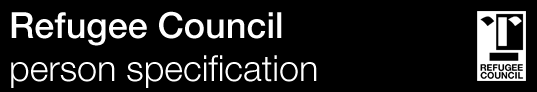 Refugee Council
person specification
REFUGEE
COUNCIL